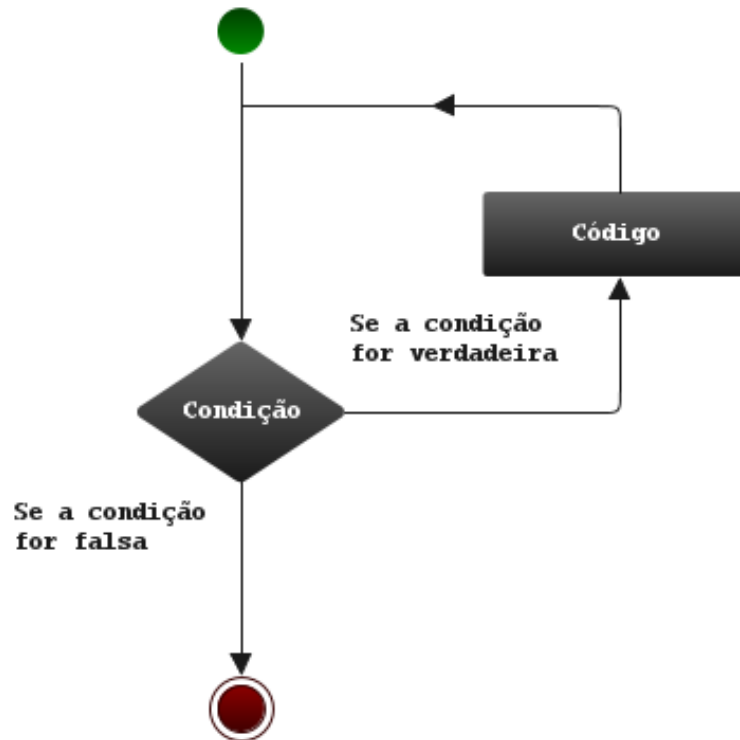 Código
Se a condição
for verdadeira
Condição
Se a condição
for falsa